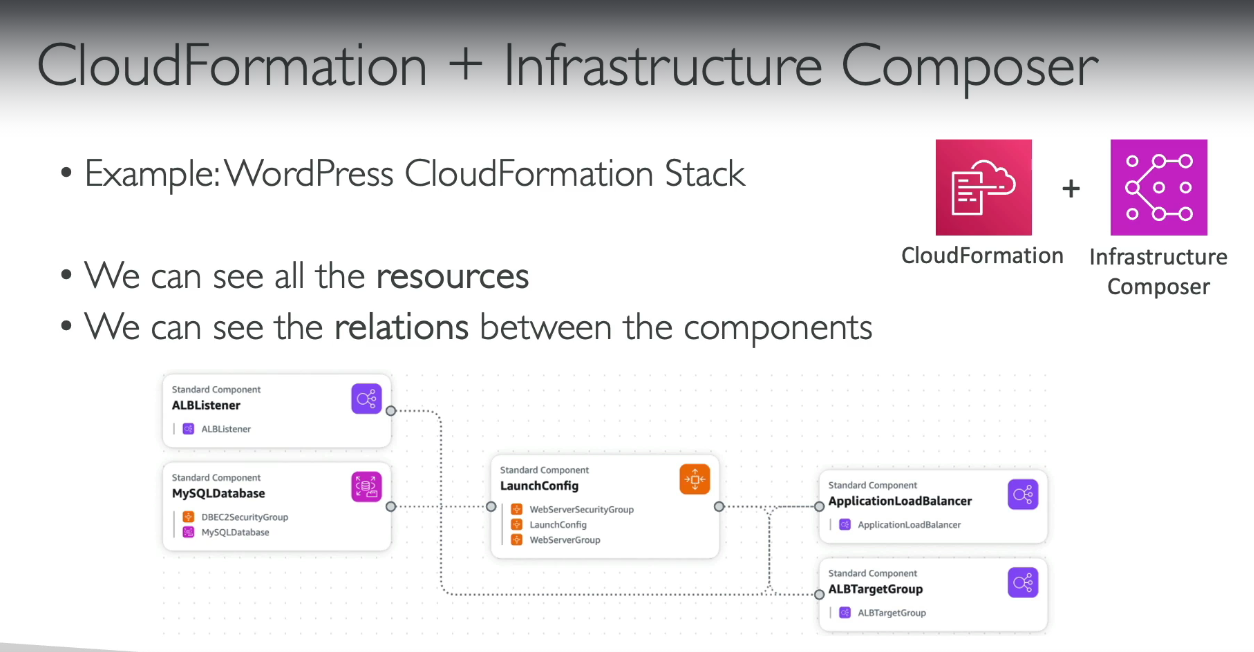 CloudFormation + Infrastructure Composer
• Example: WordPress CloudFormation Stack
• We can see all the resources
• We can see the relations between the components
+
CloudFormation
Infrastructure
Composer
Standard Component
ALBListener
ALBListener
Standard Component
MySQLDatabase
DBEC2SecurityGroup
MySQLDatabase
Standard Component
LaunchConfig
WebServerSecurityGroup
LaunchConfig
WebServerGroup
Standard Component
ApplicationLoadBalancer
ApplicationLoadBalancer
Standard Component
ALBTargetGroup
ALBTargetGroup